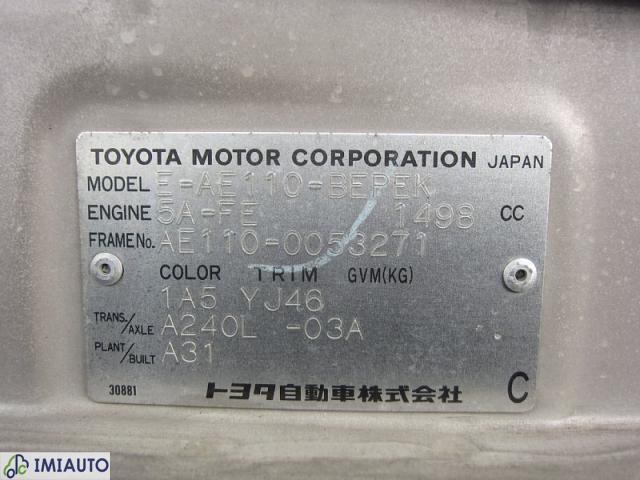 TOYOTA MOTOR CORPORATION JAPAN
MODEL E-AE110-BEPEK
ENGINE 5A-FE 1498 CC
FRAME No. AE110-0053271
COLOR TRIM GVM(KG)
1A5 YJ46
TRANS./AXLE A240L -03A
PLANT/BUILT A31
30881 トヨタ自動車株式会社 C
IMIAUTO